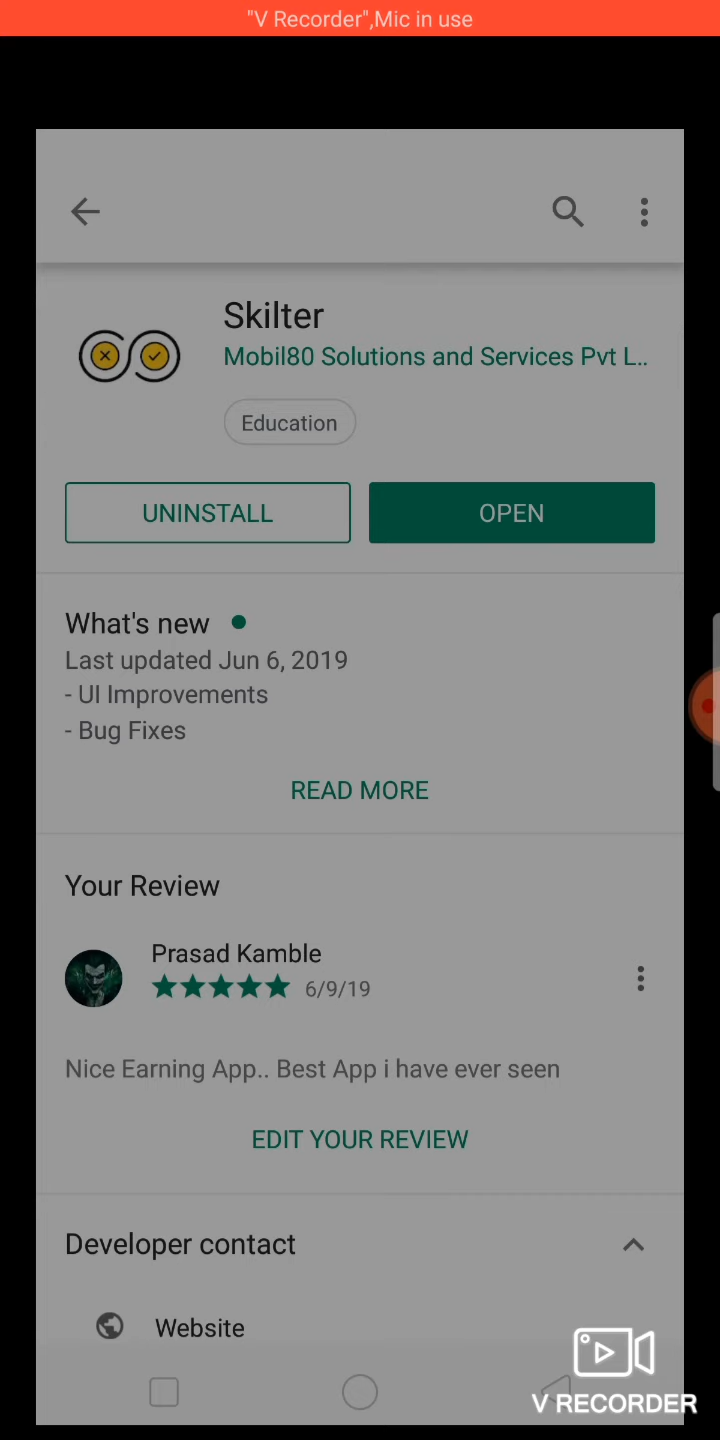 "V Recorder",Mic in use
Skilter
Mobil80 Solutions and Services Pvt L..
Education
UNINSTALL
OPEN
What's new
Last updated Jun 6, 2019
- UI Improvements
- Bug Fixes
READ MORE
Your Review
Prasad Kamble
6/9/19
Nice Earning App.. Best App i have ever seen
EDIT YOUR REVIEW
Developer contact
Website
V RECORDER